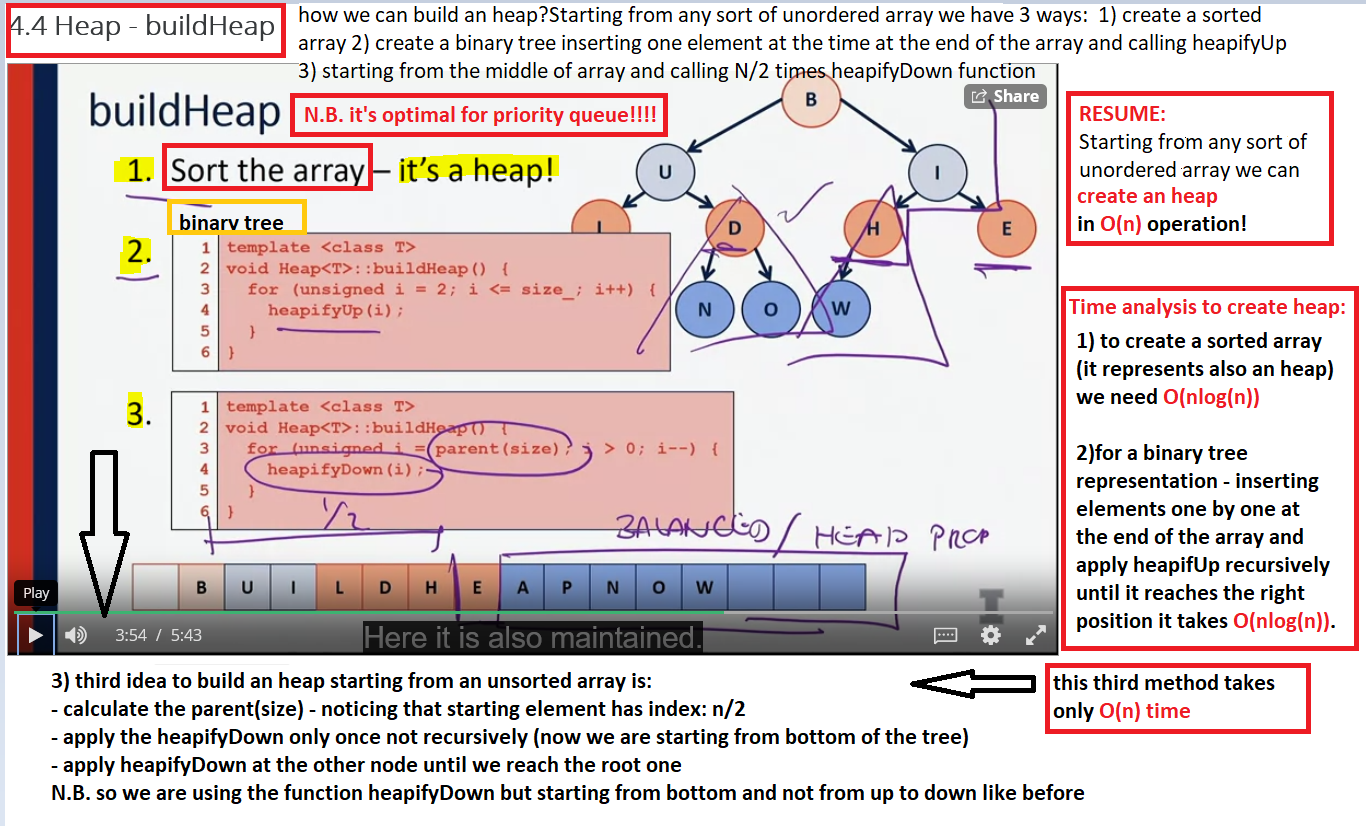 4.4 Heap - buildHeap
how we can build an heap?Starting from any sort of unordered array we have 3 ways: 1) create a sorted
array 2) create a binary tree inserting one element at the time at the end of the array and calling heapifyUp
3) starting from the middle of array and calling N/2 times heapifyDown function
buildHeap
N.B. it's optimal for priority queue!!!!
Share
1. Sort the array – it's a heap!
binary tree
2.
1 template <class T>
2 void Heap<T>::buildHeap() {
3 for (unsigned i = 2; i <= size_; i++) {
4 heapifyUp(i);
5 }
6 }
3.
1 template <class T>
2 void Heap<T>::buildHeap() {
3 for (unsigned i = parent(size); i > 0; i--) {
4 heapifyDown(i);
5 }
6 }
1/2
BALANCED / HEAP PROP
B
U
I
L
D
H
E
N
O
W
B U I L D H E A P N O W
Play
3:54 / 5:43
Here it is also maintained.
RESUME:
Starting from any sort of
unordered array we can
create an heap
in O(n) operation!
Time analysis to create heap:
1) to create a sorted array
(it represents also an heap)
we need O(nlog(n))
2)for a binary tree
representation - inserting
elements one by one at
the end of the array and
apply heapifUp recursively
until it reaches the right
position it takes O(nlog(n)).
3) third idea to build an heap starting from an unsorted array is:
- calculate the parent(size) - noticing that starting element has index: n/2
- apply the heapifyDown only once not recursively (now we are starting from bottom of the tree)
- apply heapifyDown at the other node until we reach the root one
N.B. so we are using the function heapifyDown but starting from bottom and not from up to down like before
this third method takes
only O(n) time